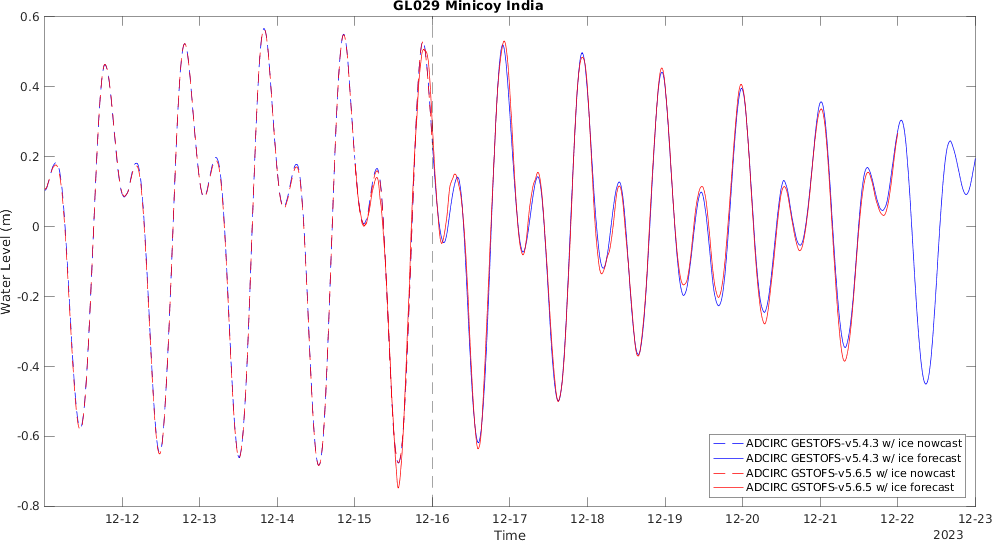 GL029 Minicoy India
0.6
0.4
0.2
0
-0.2
-0.4
-0.6
-0.8
Water Level (m)
ADCIRC GESTOFS-v5.4.3 w/ ice nowcast
ADCIRC GESTOFS-v5.4.3 w/ ice forecast
ADCIRC GSTOFS-v5.6.5 w/ ice nowcast
ADCIRC GSTOFS-v5.6.5 w/ ice forecast
12-12 12-13 12-14 12-15 12-16 12-17 12-18 12-19 12-20 12-21 12-22 12-23
Time
2023